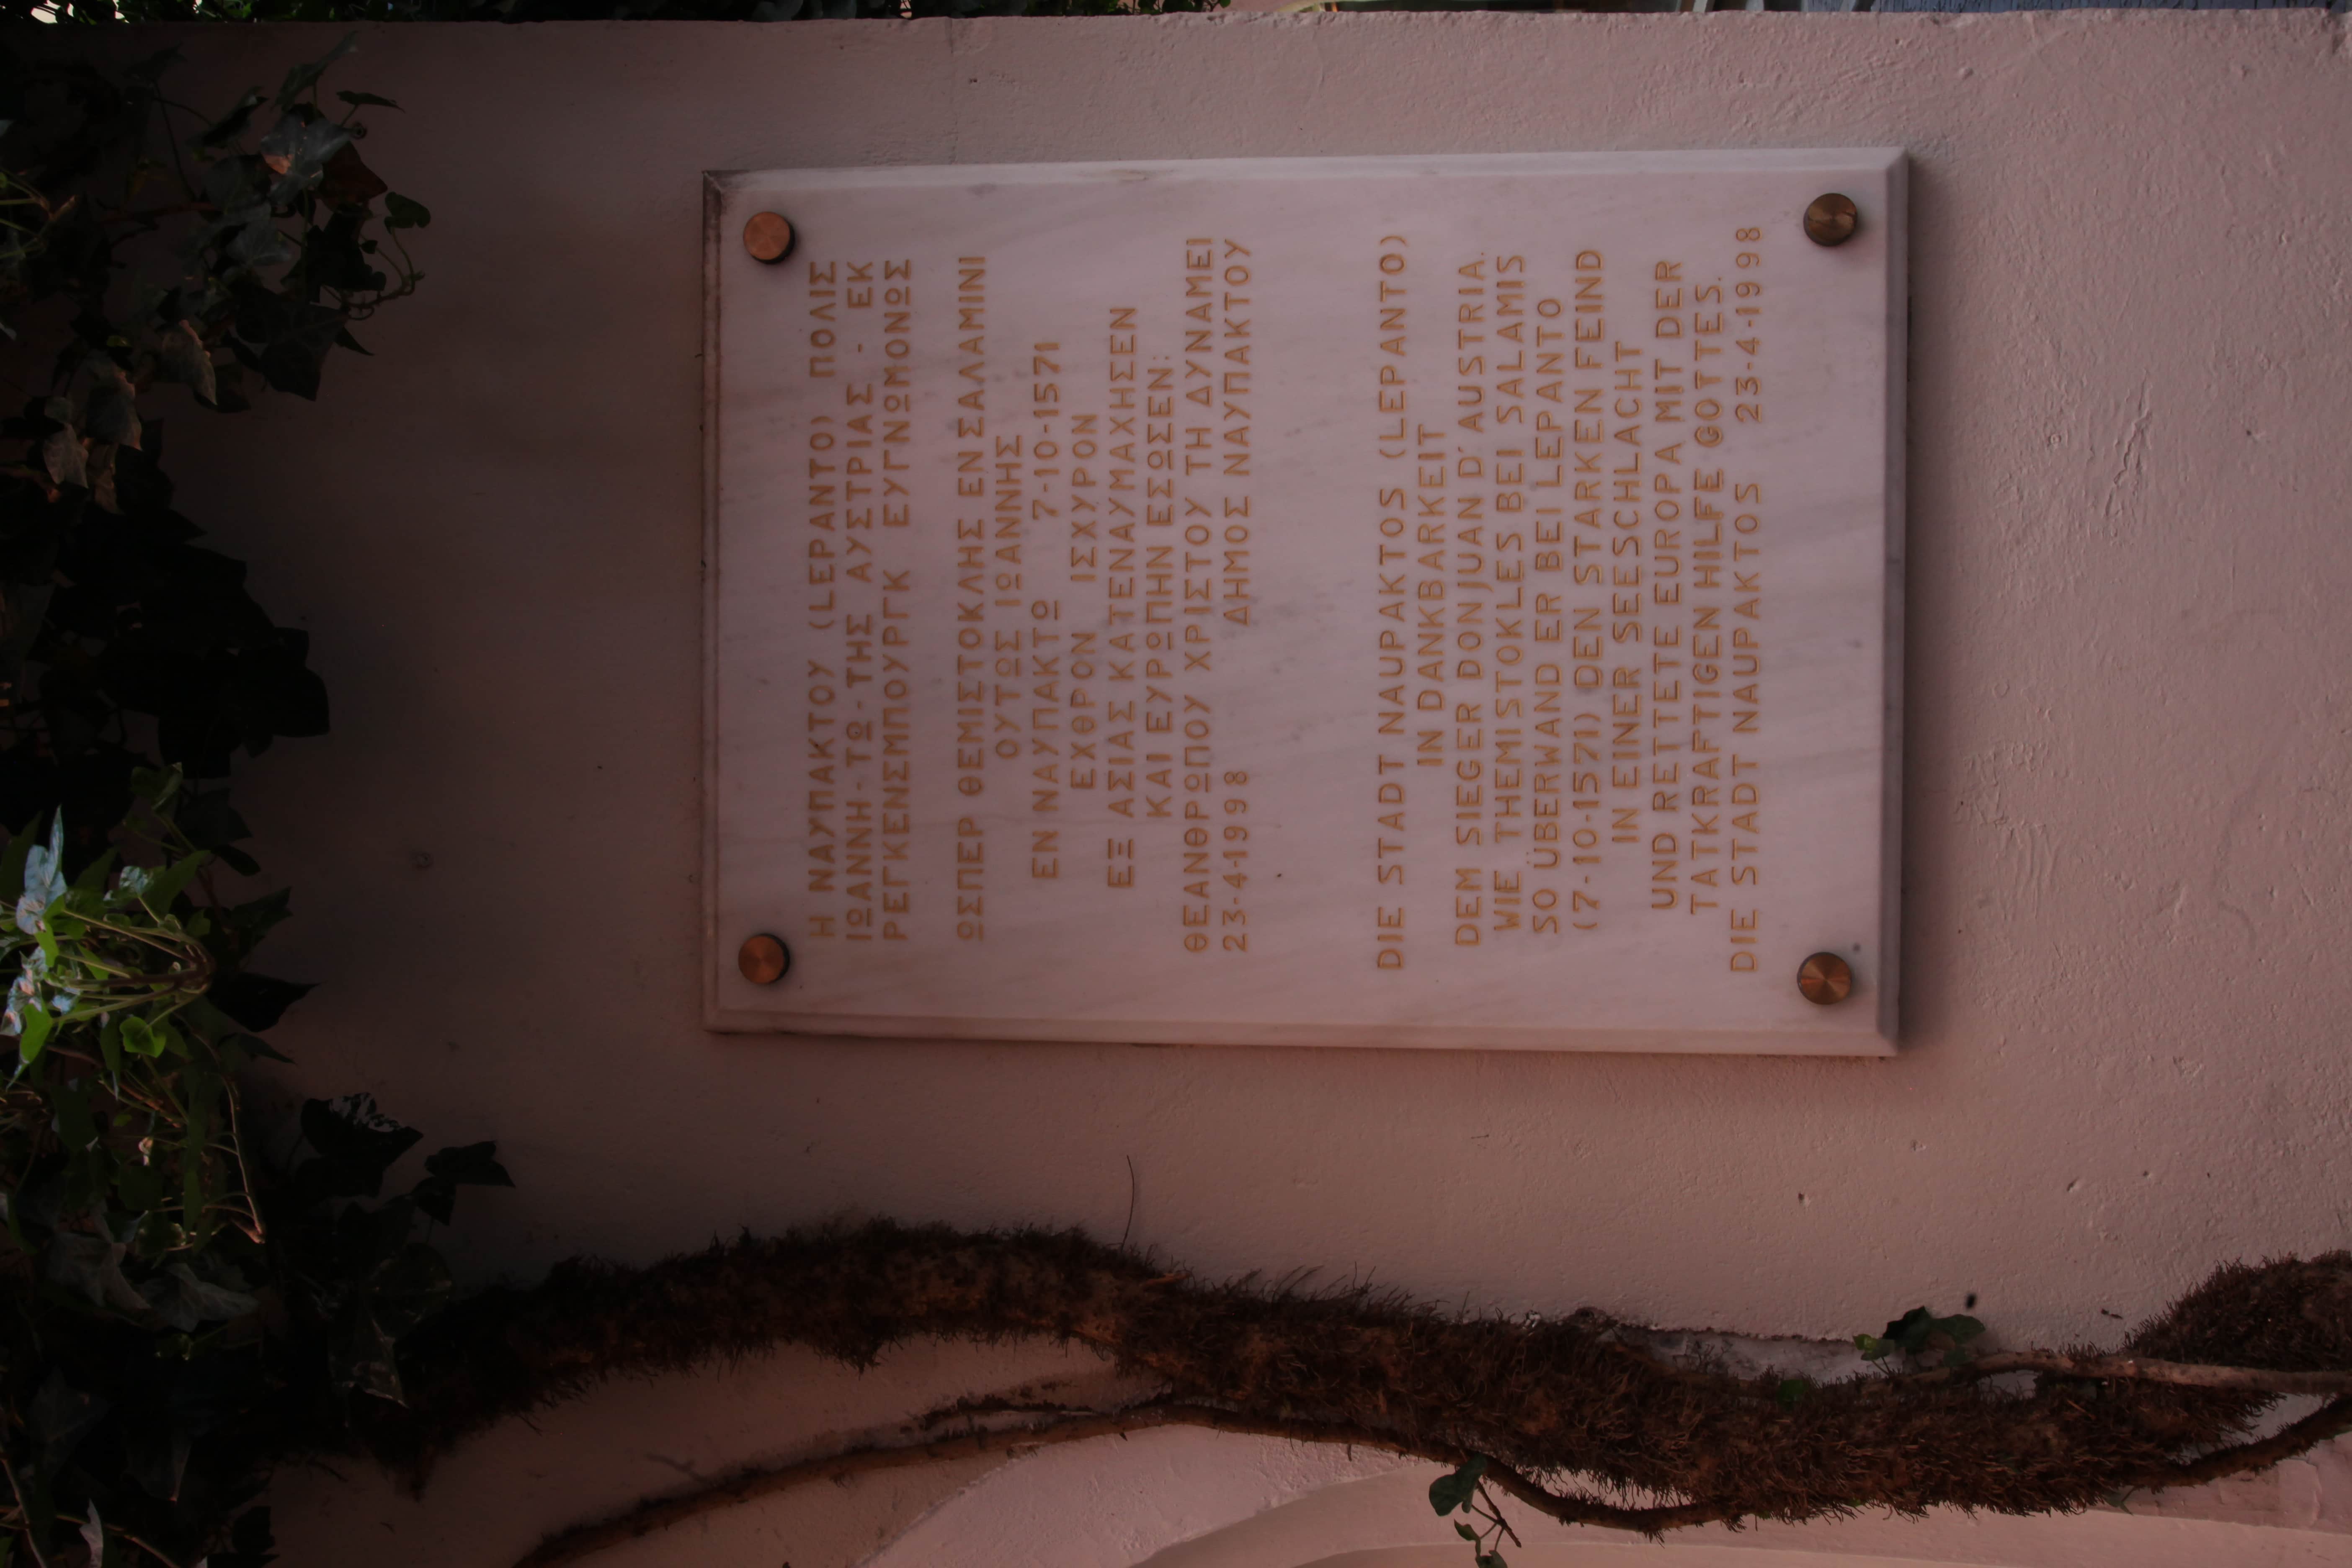 Η ΝΑΥΠΑΚΤΟΥ (LEPANTO) ΠΟΛΙΣ
ΙΩΑΝΝΗ - ΤΩ - ΤΗΣ ΑΥΣΤΡΙΑΣ - ΕΚ
ΡΕΓΚΕΝΣΜΠΟΥΡΓΚ ΕΥΓΝΩΜΟΝΩΣ
ΩΣΠΕΡ ΘΕΜΙΣΤΟΚΛΗΣ ΕΝ ΣΑΛΑΜΙΝΙ
ΟΥΤΩΣ ΙΩΑΝΝΗΣ
ΕΝ ΝΑΥΠΑΚΤΩ 7-10-1571
ΕΧΘΡΟΝ ΙΣΧΥΡΟΝ
ΕΞ ΑΣΙΑΣ ΚΑΤΕΝΑΥΜΑΧΗΣΕΝ
ΚΑΙ ΕΥΡΩΠΗΝ ΕΣΩΣΕΝ:
ΘΕΑΝΘΡΩΠΟΥ ΧΡΙΣΤΟΥ ΤΗ ΔΥΝΑΜΕΙ
23-4-1998 ΔΗΜΟΣ ΝΑΥΠΑΚΤΟΥ
DIE STADT NAUPAKTOS (LEPANTO)
IN DANKBARKEIT
DEM SIEGER DON JUAN D' AUSTRIA.
WIE THEMISTOKLES BEI SALAMIS
SO ÜBERWAND ER BEI LEPANTO
(7-10-1571) DEN STARKEN FEIND
IN EINER SEESCHLACHT
UND RETTETE EUROPA MIT DER
TATKRAFTIGEN HILFE GOTTES.
DIE STADT NAUPAKTOS 23-4-1998